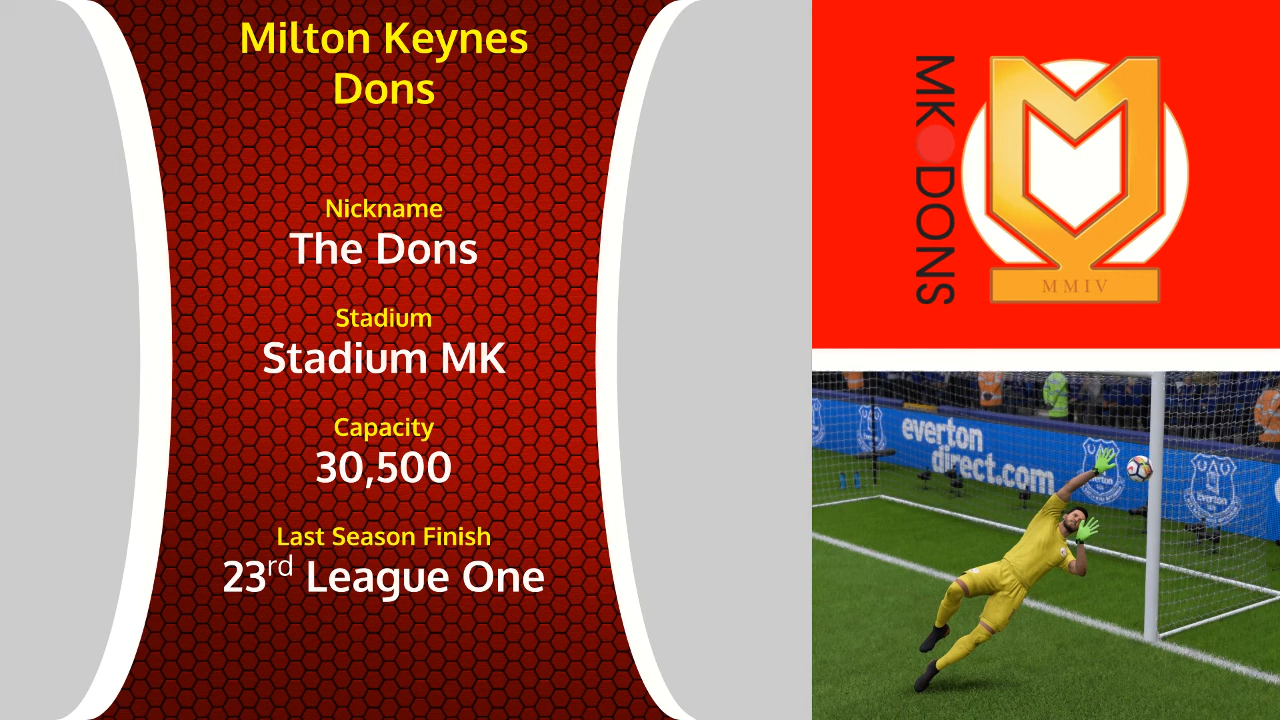 Milton Keynes
Dons
Nickname
The Dons
Stadium
Stadium MK
Capacity
30,500
Last Season Finish
23rd League One
MK DONS
MMIV
everton
direct.com
Everton